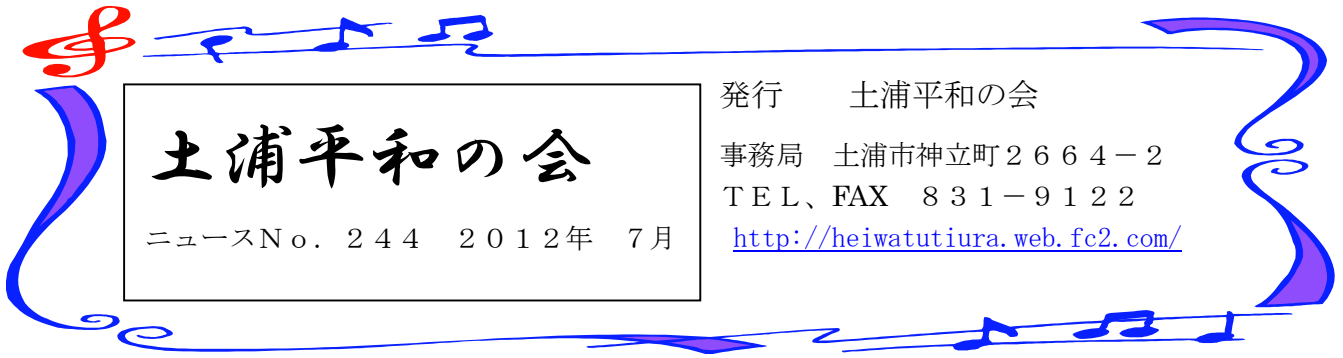 土浦平和の会
ニュースNo．２４４　２０１２年　７月
発行　　土浦平和の会
事務局　土浦市神立町２６６４－２
ＴＥＬ、FAX　８３１－９１２２
http://heiwatutiura.web.fc2.com/